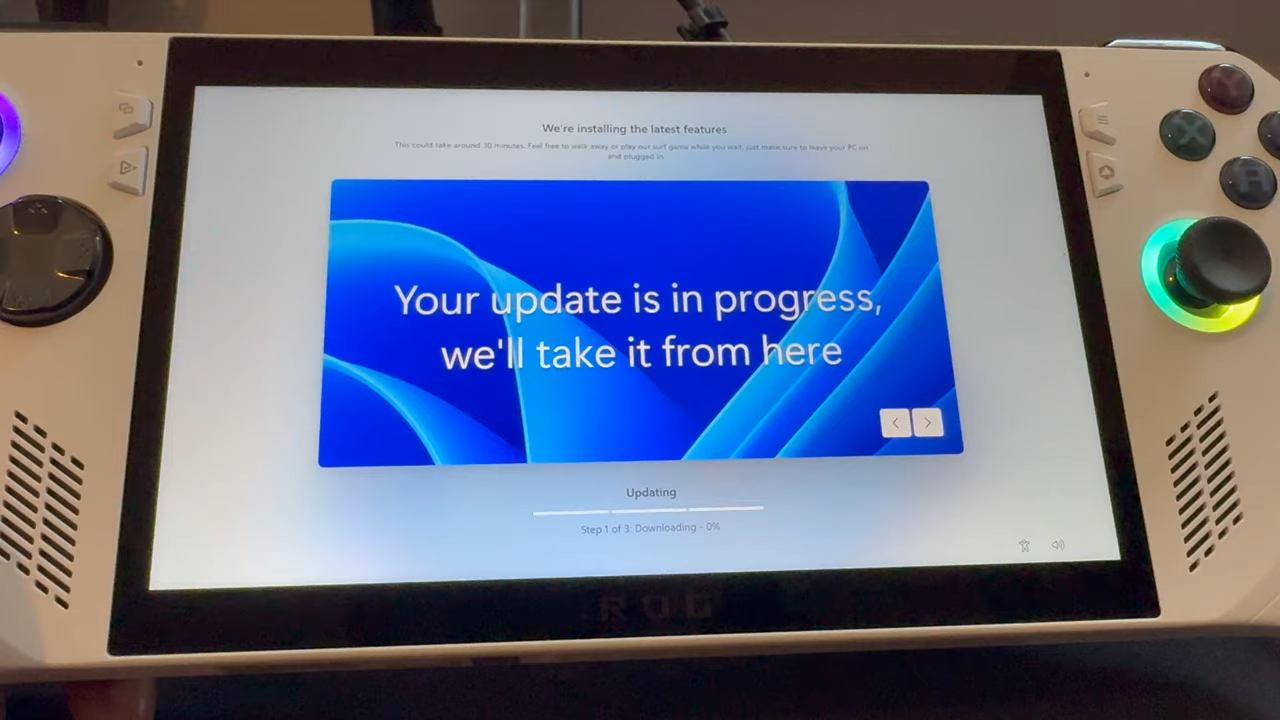 We're installing the latest features
This could take around 30 minutes. Feel free to walk away or play our surf game while you wait, just make sure to leave your PC on
and plugged in.
Your update is in progress,
we'll take it from here
Updating
Step 1 of 3: Downloading - 0%
ROG
X
A